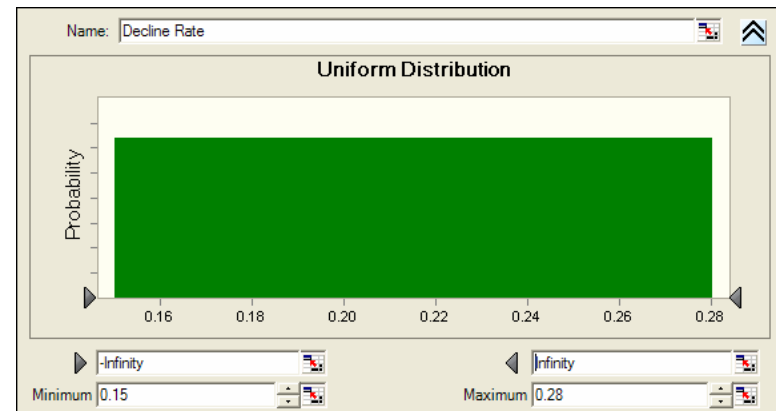 Name: Decline Rate
Uniform Distribution
Probability
0.16 0.18 0.20 0.22 0.24 0.26 0.28
-Infinity Infinity
Minimum 0.15 Maximum 0.28